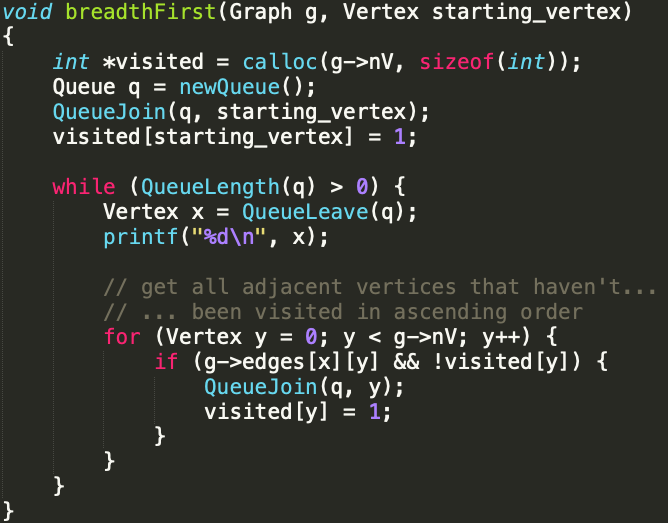 void breadthFirst(Graph g, Vertex starting_vertex)
{
    int *visited = calloc(g->nV, sizeof(int));
    Queue q = newQueue();
    QueueJoin(q, starting_vertex);
    visited[starting_vertex] = 1;

    while (QueueLength(q) > 0) {
        Vertex x = QueueLeave(q);
        printf("%d\n", x);

        // get all adjacent vertices that haven't...
        // ... been visited in ascending order
        for (Vertex y = 0; y < g->nV; y++) {
            if (g->edges[x][y] && !visited[y]) {
                QueueJoin(q, y);
                visited[y] = 1;
            }
        }
    }
}